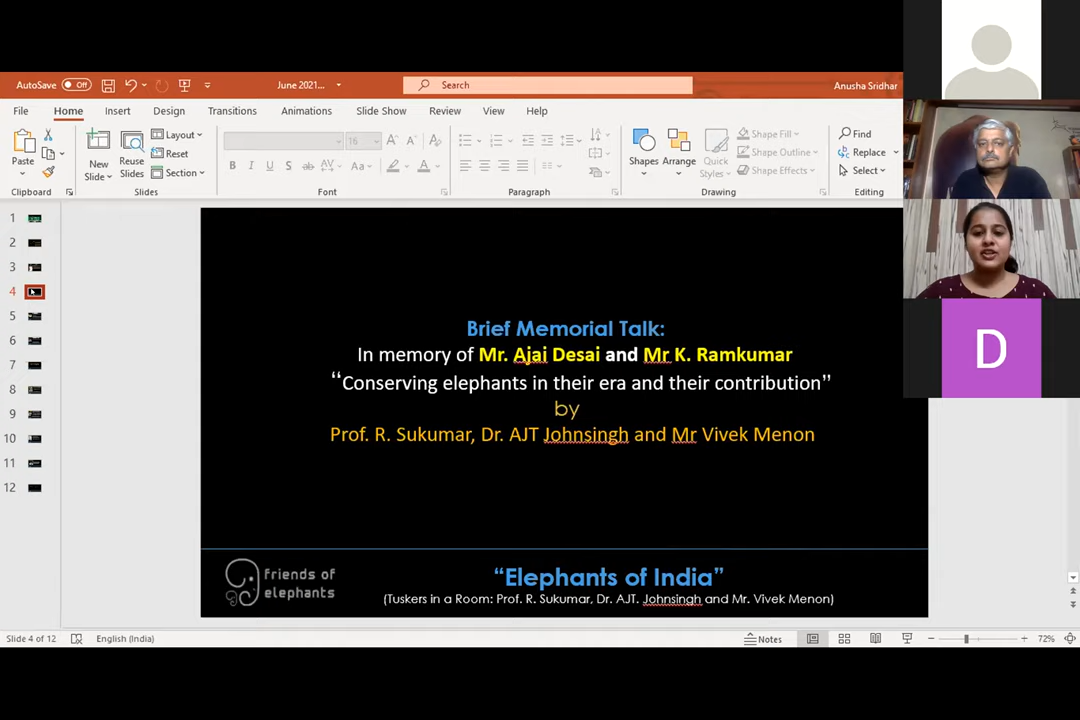 AutoSave Off June 2021... Search Anusha Sridhar
File Home Insert Design Transitions Animations Slide Show Review View Help
Paste
New Slide
Reuse Slides
Layout
Reset
Section
16
Shapes
Arrange
Quick Styles
Shape Fill
Shape Outline
Shape Effects
Find
Replace
Select
Clipboard Slides Font Paragraph Drawing Editing
1
2
3
4
5
6
7
8
9
10
11
12
Brief Memorial Talk:
In memory of Mr. Ajai Desai and Mr K. Ramkumar
“Conserving elephants in their era and their contribution”
by
Prof. R. Sukumar, Dr. AJT Johnsingh and Mr Vivek Menon
friends of
elephants
“Elephants of India”
(Tuskers in a Room: Prof. R. Sukumar, Dr. AJT. Johnsingh and Mr. Vivek Menon)
D
Slide 4 of 12 English (India) Notes 72%